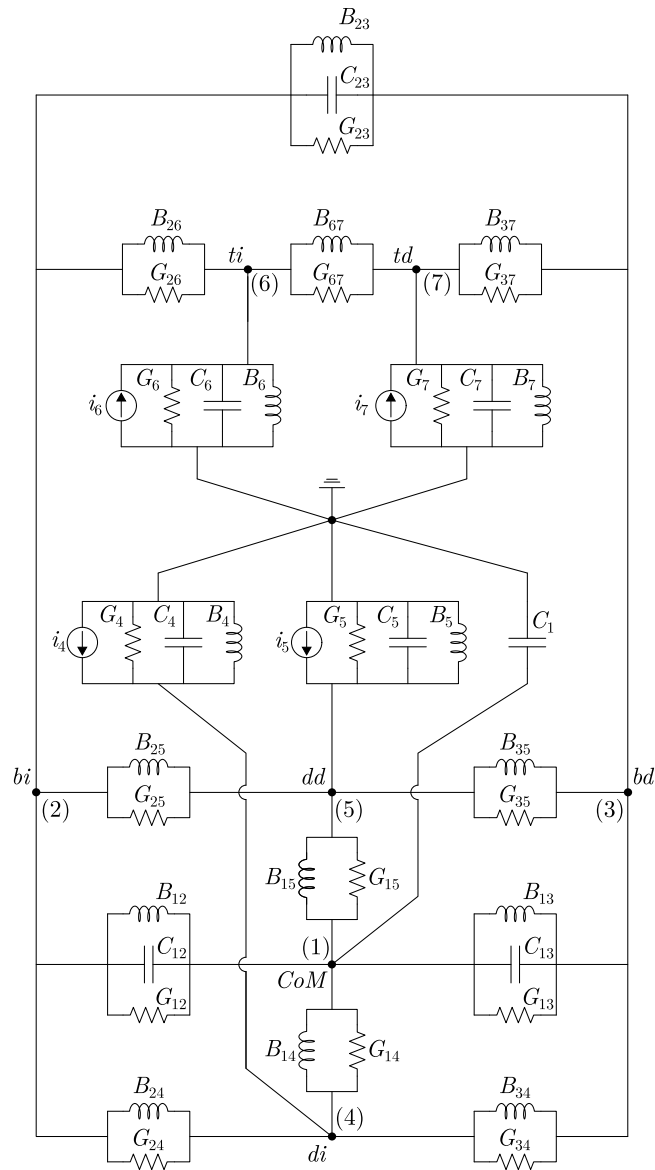 B₂₃
C₂₃
G₂₃
B₂₆ B₆₇ B₃₇
ti td
G₂₆ G₆₇ G₃₇
(6) (7)
G₆ C₆ B₆ G₇ C₇ B₇
i₆ i₇
G₄ C₄ B₄ G₅ C₅ B₅ C₁
i₄ i₅
B₂₅ B₃₅
bi dd bd
G₂₅ G₃₅
(2) (5) (3)
B₁₅ G₁₅
B₁₂ B₁₃
(1)
C₁₂ C₁₃
CoM
G₁₂ G₁₃
B₁₄ G₁₄
B₂₄ (4) B₃₄
G₂₄ di G₃₄